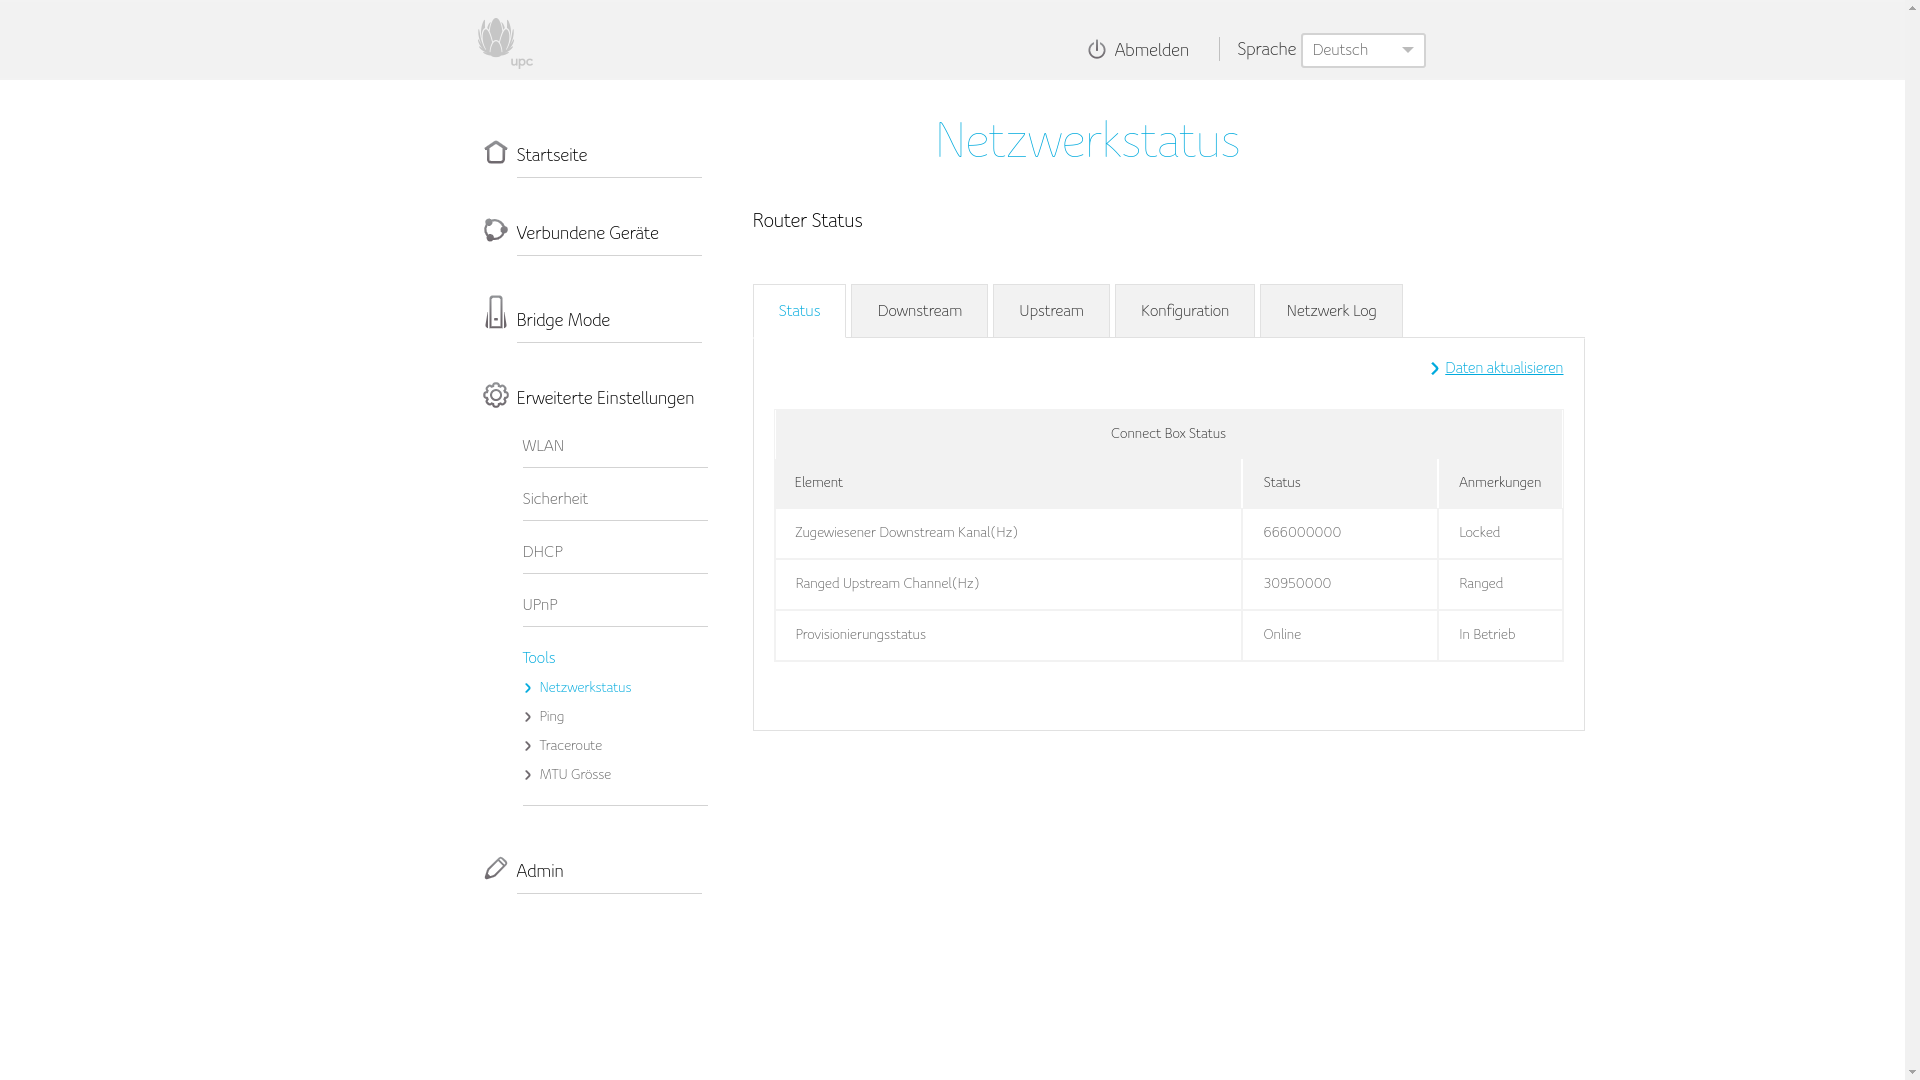 upc
Abmelden
Sprache
Deutsch
Startseite
Verbundene Geräte
Bridge Mode
Erweiterte Einstellungen
WLAN
Sicherheit
DHCP
UPnP
Tools
Netzwerkstatus
Ping
Traceroute
MTU Grösse
Admin
Netzwerkstatus
Router Status
Status
Downstream
Upstream
Konfiguration
Netzwerk Log
Daten aktualisieren
Connect Box Status
Element Status Anmerkungen
Zugewiesener Downstream Kanal(Hz) 666000000 Locked
Ranged Upstream Channel(Hz) 30950000 Ranged
Provisionierungsstatus Online In Betrieb